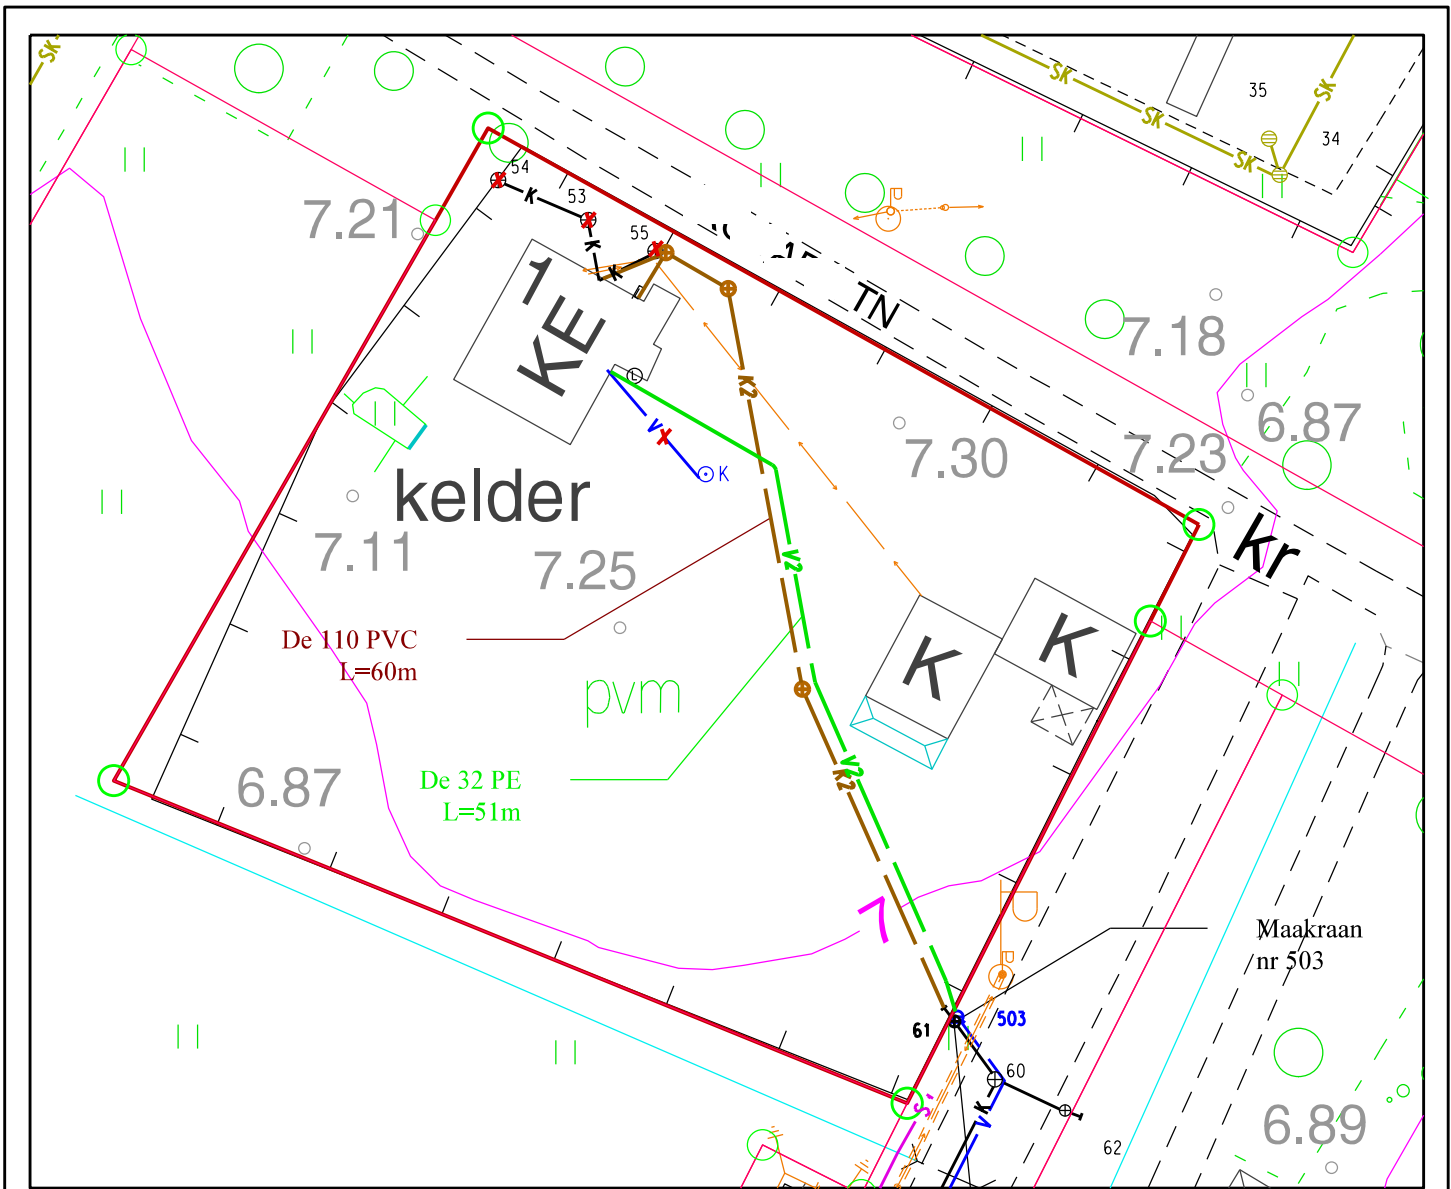 SK
SK
SK
SK
SK
35
34
54
K
53
55
K
K
7.21
D
TN
1
KE
7.18
K2
V
K
L
6.87
7.23
7.30
kelder
7.11
7.25
V2
kr
De 110 PVC
L=60m
pvm
K
K
De 32 PE
L=51m
6.87
V2
K2
7
D
P
Maakraan
nr 503
61
503
60
K
V
S
62
6.89